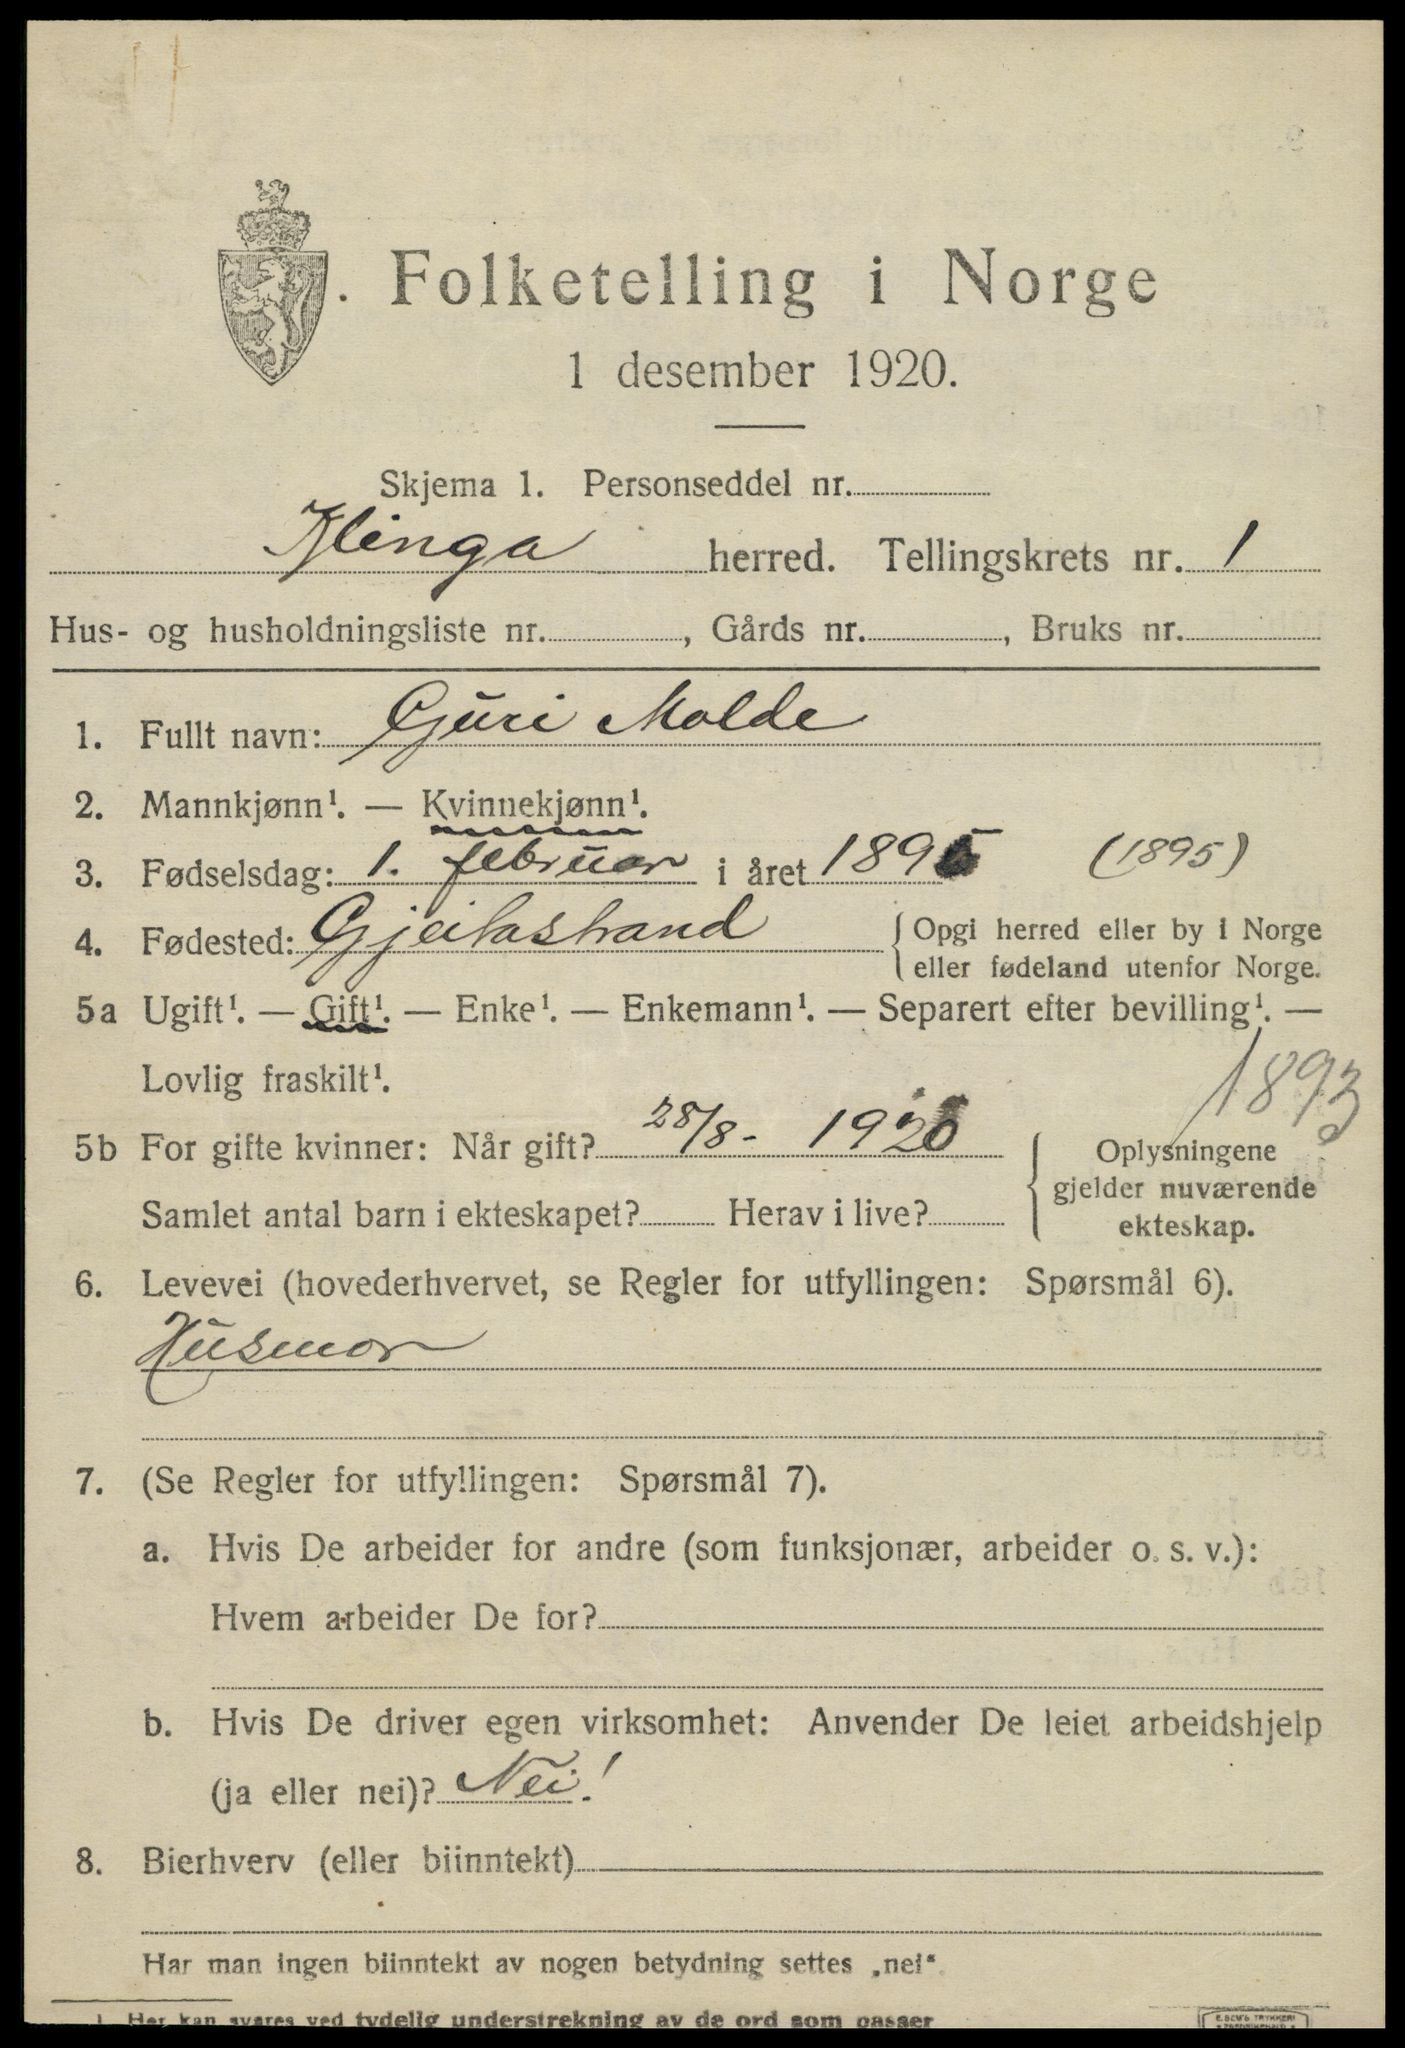 Folketelling i Norge
1 desember 1920.
Skjema 1. Personseddel nr.
Klinga herred. Tellingskrets nr. 1
Hus- og husholdningsliste nr. , Gårds nr. , Bruks nr.
1. Fullt navn: Guri Molde
2. Mannkjønn¹. — Kvinnekjønn¹.
3. Fødselsdag: 1. februar i året 1895 (1895)
4. Fødested: Gjeitastrand { Opgi herred eller by i Norge
eller fødeland utenfor Norge.
5a Ugift¹. — Gift¹. — Enke¹. — Enkemann¹. — Separert efter bevilling¹. —
Lovlig fraskilt¹.
1893
5b For gifte kvinner: Når gift? 28/8 - 1920
Samlet antal barn i ekteskapet? Herav i live?
Oplysningene
gjelder nuværende
ekteskap.
6. Levevei (hovederhvervet, se Regler for utfyllingen: Spørsmål 6).
Husmor
7. (Se Regler for utfyllingen: Spørsmål 7).
a. Hvis De arbeider for andre (som funksjonær, arbeider o. s. v.):
Hvem arbeider De for?
b. Hvis De driver egen virksomhet: Anvender De leiet arbeidshjelp
(ja eller nei)? Nei!
8. Bierhverv (eller biinntekt)
Har man ingen biinntekt av nogen betydning settes „nei“.
1. Her kan svares ved tydelig understrekning av de ord som passer